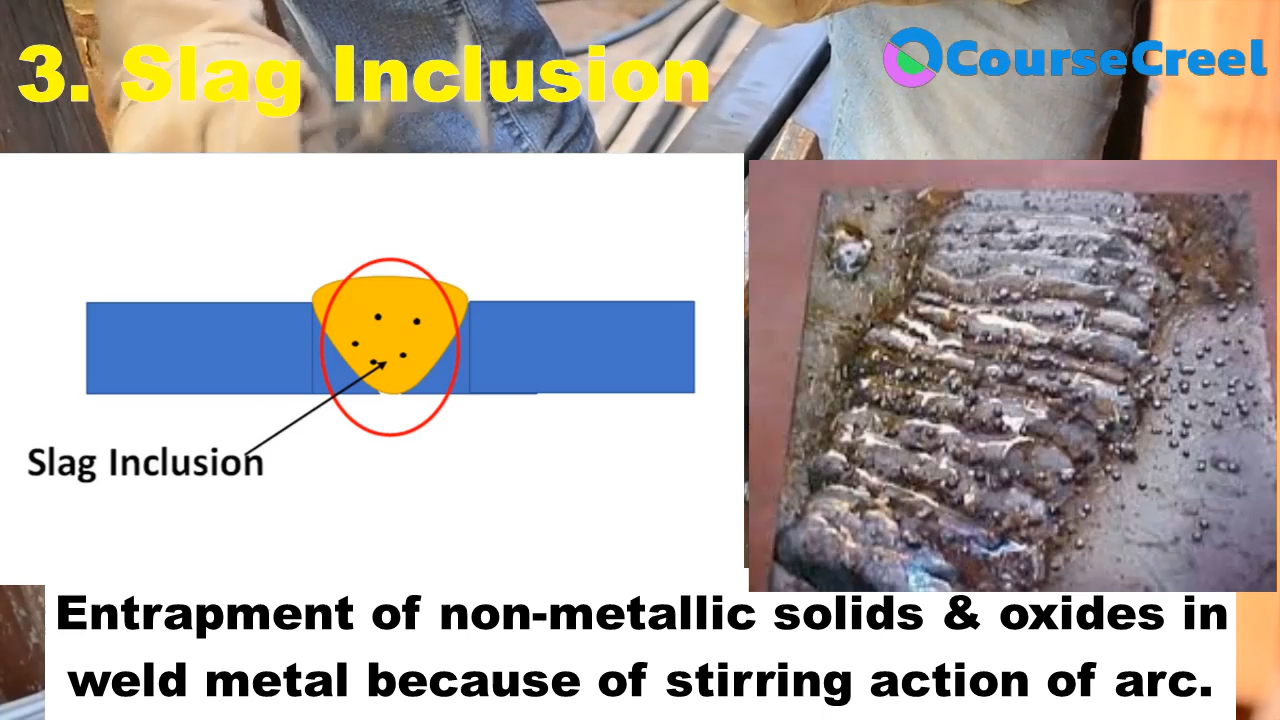 3. Slag Inclusion
CourseCreel
Slag Inclusion
Entrapment of non-metallic solids & oxides in
weld metal because of stirring action of arc.